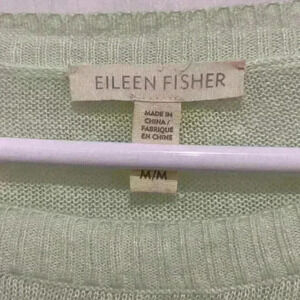 EILEEN FISHER
MADE IN
CHINA/
FABRIQUÉ
EN CHINE
M/M